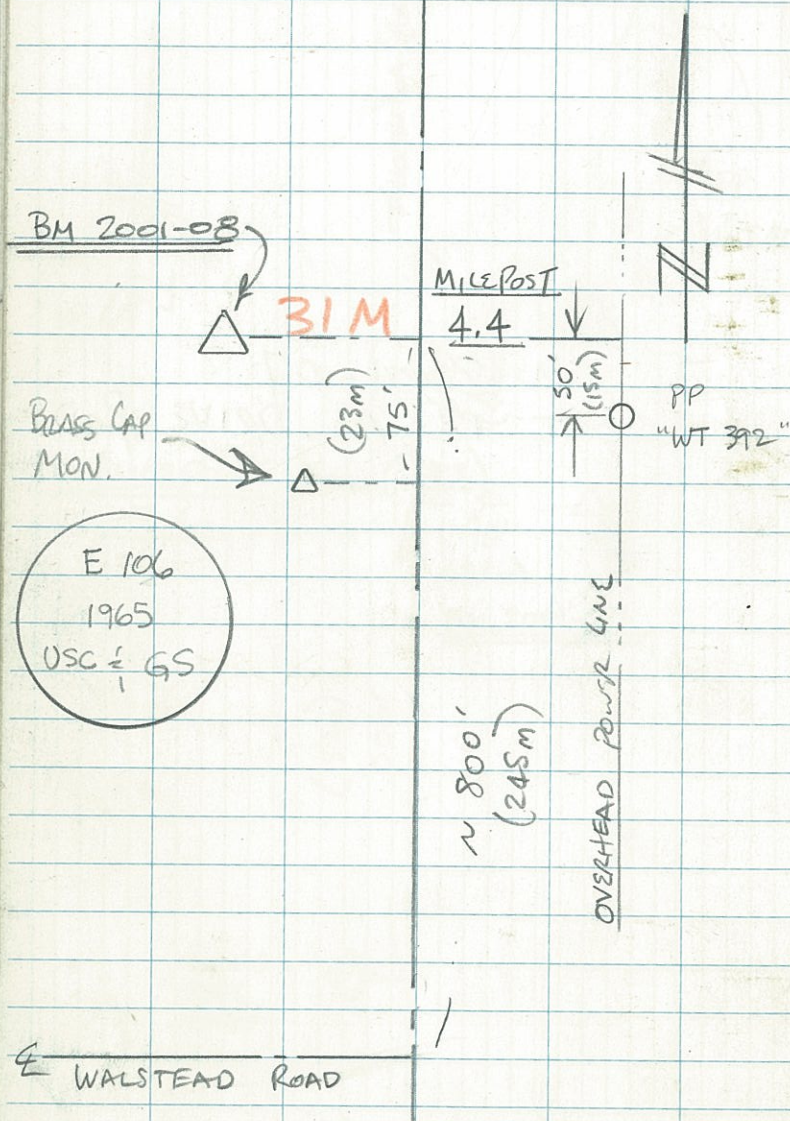 BM 2001-08
31 M
MILEPOST
4.4
50'
(15m)
PP
"WT 392"
(23m)
75'
BRASS CAP
MON.
E 106
1965
USC & GS
N
~ 800'
(245m)
OVERHEAD POWER LINE
℄ WALSTEAD ROAD